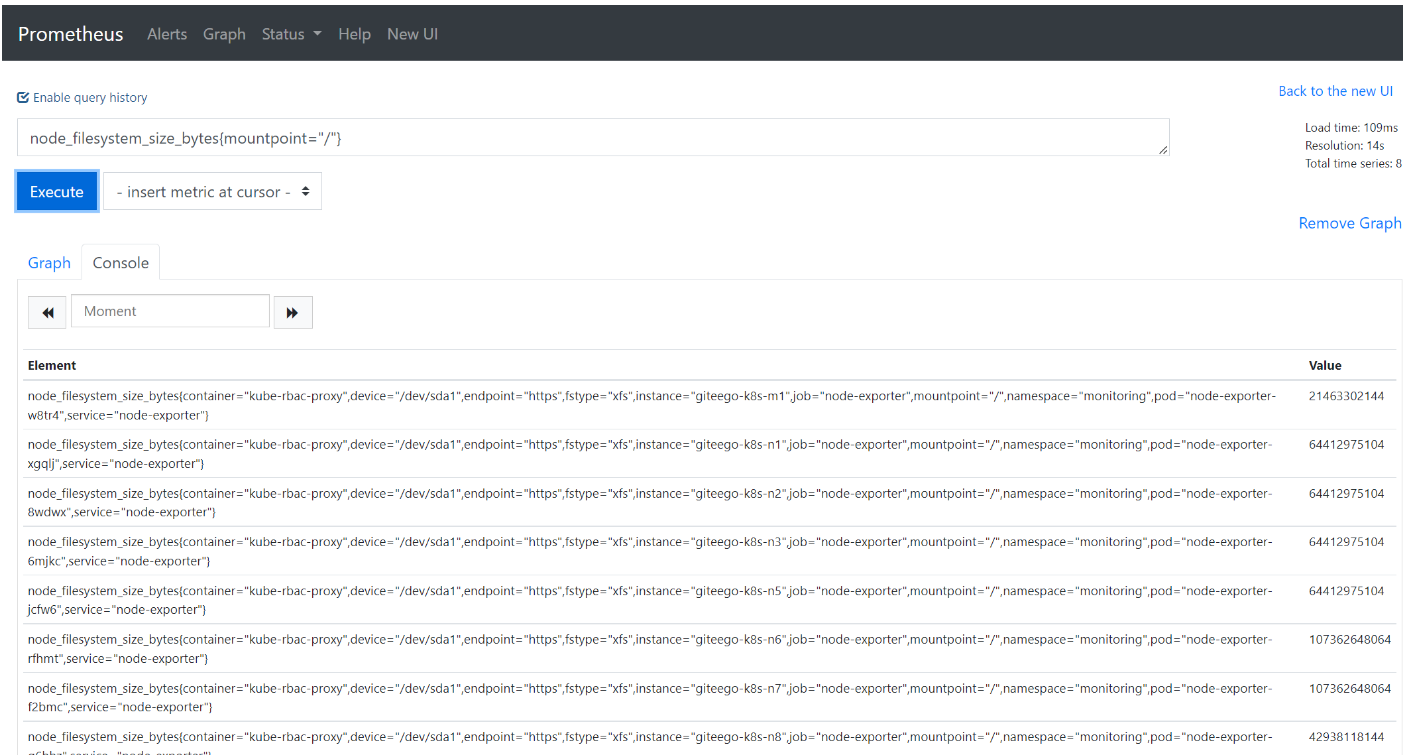 Prometheus Alerts Graph Status Help New UI
Enable query history
Back to the new UI
node_filesystem_size_bytes{mountpoint="/"}
Load time: 109ms
Resolution: 14s
Total time series: 8
Execute
- insert metric at cursor -
Remove Graph
Graph Console
Moment
Element Value
node_filesystem_size_bytes{container="kube-rbac-proxy",device="/dev/sda1",endpoint="https",fstype="xfs",instance="giteego-k8s-m1",job="node-exporter",mountpoint="/",namespace="monitoring",pod="node-exporter- 21463302144
w8tr4",service="node-exporter"}
node_filesystem_size_bytes{container="kube-rbac-proxy",device="/dev/sda1",endpoint="https",fstype="xfs",instance="giteego-k8s-n1",job="node-exporter",mountpoint="/",namespace="monitoring",pod="node-exporter- 64412975104
xgqlj",service="node-exporter"}
node_filesystem_size_bytes{container="kube-rbac-proxy",device="/dev/sda1",endpoint="https",fstype="xfs",instance="giteego-k8s-n2",job="node-exporter",mountpoint="/",namespace="monitoring",pod="node-exporter- 64412975104
8wdwx",service="node-exporter"}
node_filesystem_size_bytes{container="kube-rbac-proxy",device="/dev/sda1",endpoint="https",fstype="xfs",instance="giteego-k8s-n3",job="node-exporter",mountpoint="/",namespace="monitoring",pod="node-exporter- 64412975104
6mjkc",service="node-exporter"}
node_filesystem_size_bytes{container="kube-rbac-proxy",device="/dev/sda1",endpoint="https",fstype="xfs",instance="giteego-k8s-n5",job="node-exporter",mountpoint="/",namespace="monitoring",pod="node-exporter- 64412975104
jcfw6",service="node-exporter"}
node_filesystem_size_bytes{container="kube-rbac-proxy",device="/dev/sda1",endpoint="https",fstype="xfs",instance="giteego-k8s-n6",job="node-exporter",mountpoint="/",namespace="monitoring",pod="node-exporter- 107362648064
rfhmt",service="node-exporter"}
node_filesystem_size_bytes{container="kube-rbac-proxy",device="/dev/sda1",endpoint="https",fstype="xfs",instance="giteego-k8s-n7",job="node-exporter",mountpoint="/",namespace="monitoring",pod="node-exporter- 107362648064
f2bmc",service="node-exporter"}
node_filesystem_size_bytes{container="kube-rbac-proxy",device="/dev/sda1",endpoint="https",fstype="xfs",instance="giteego-k8s-n8",job="node-exporter",mountpoint="/",namespace="monitoring",pod="node-exporter- 42938118144